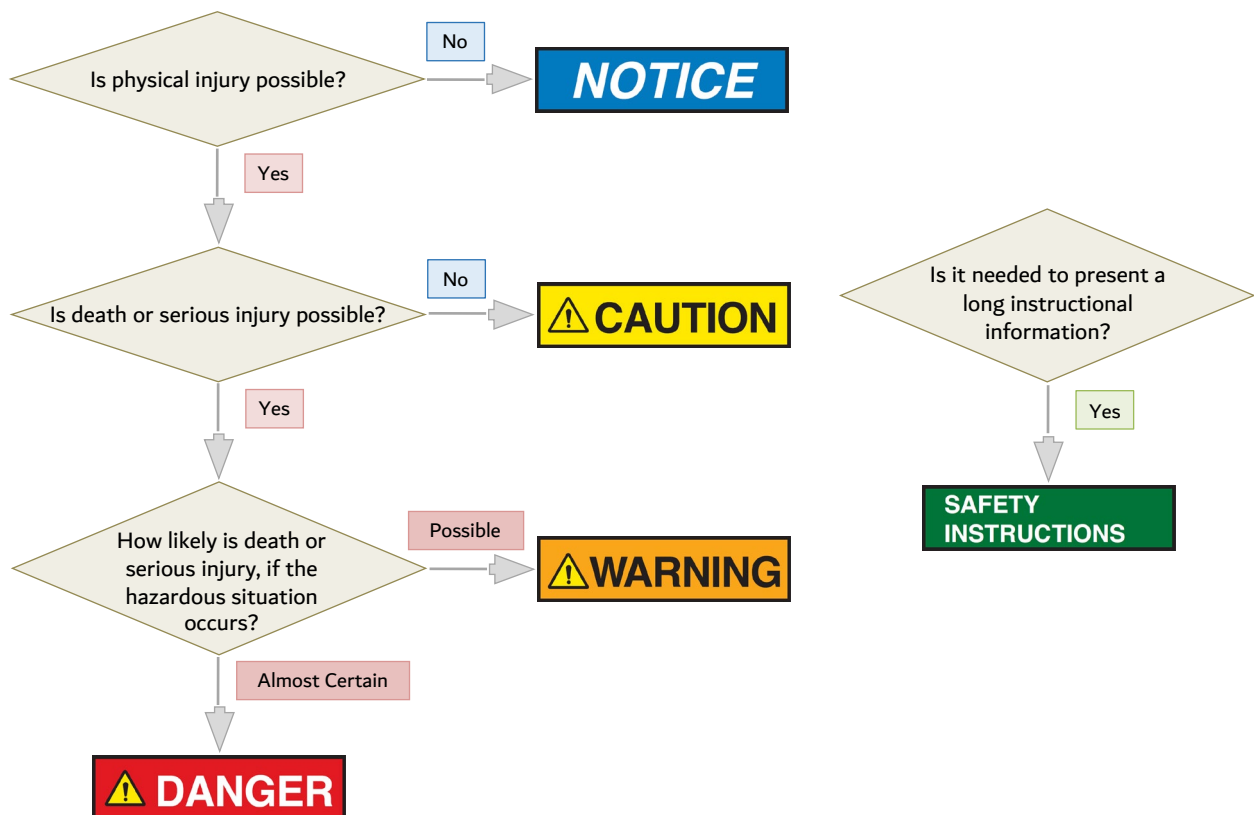 Is physical injury possible?
No
NOTICE
Yes
Is death or serious injury possible?
No
CAUTION
Yes
How likely is death or
serious injury, if the
hazardous situation
occurs?
Possible
WARNING
Almost Certain
DANGER
Is it needed to present a
long instructional
information?
Yes
SAFETY
INSTRUCTIONS